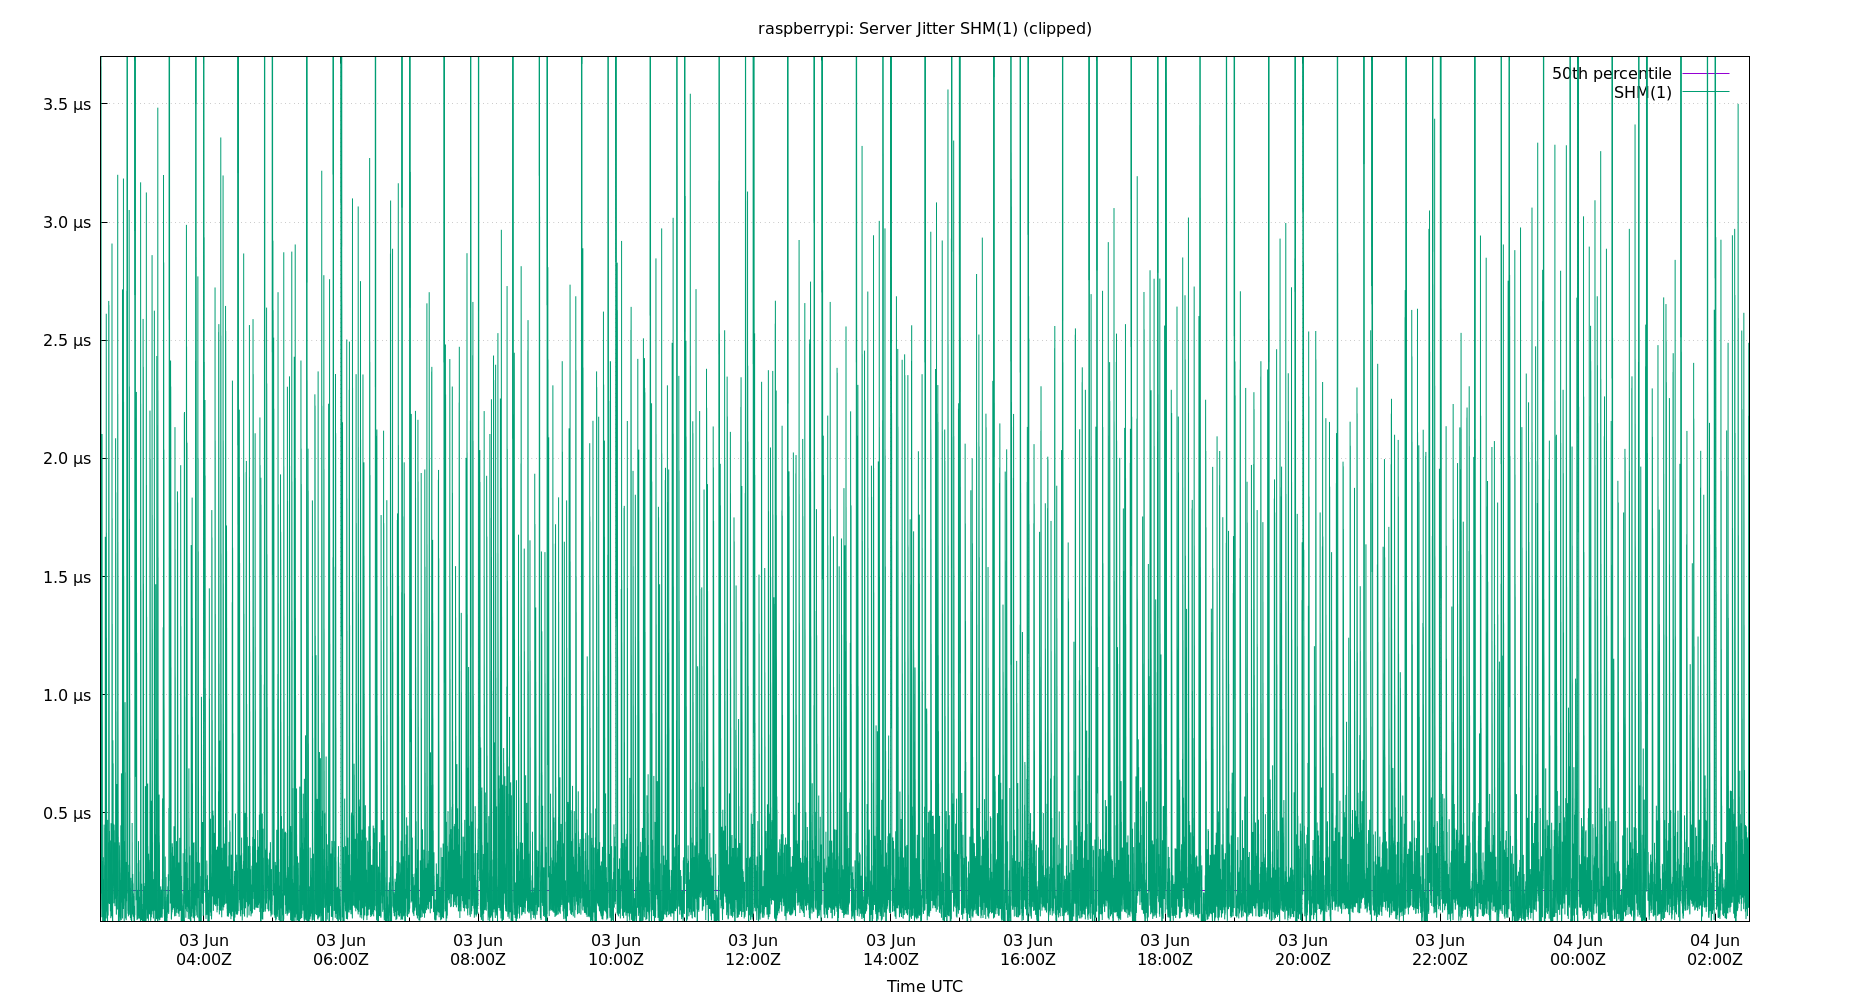 raspberrypi: Server Jitter SHM(1) (clipped)
50th percentile
SHM(1)
3.5 µs
3.0 µs
2.5 µs
2.0 µs
1.5 µs
1.0 µs
0.5 µs
03 Jun 03 Jun 03 Jun 03 Jun 03 Jun 03 Jun 03 Jun 03 Jun 03 Jun 03 Jun 04 Jun 04 Jun
04:00Z 06:00Z 08:00Z 10:00Z 12:00Z 14:00Z 16:00Z 18:00Z 20:00Z 22:00Z 00:00Z 02:00Z
Time UTC